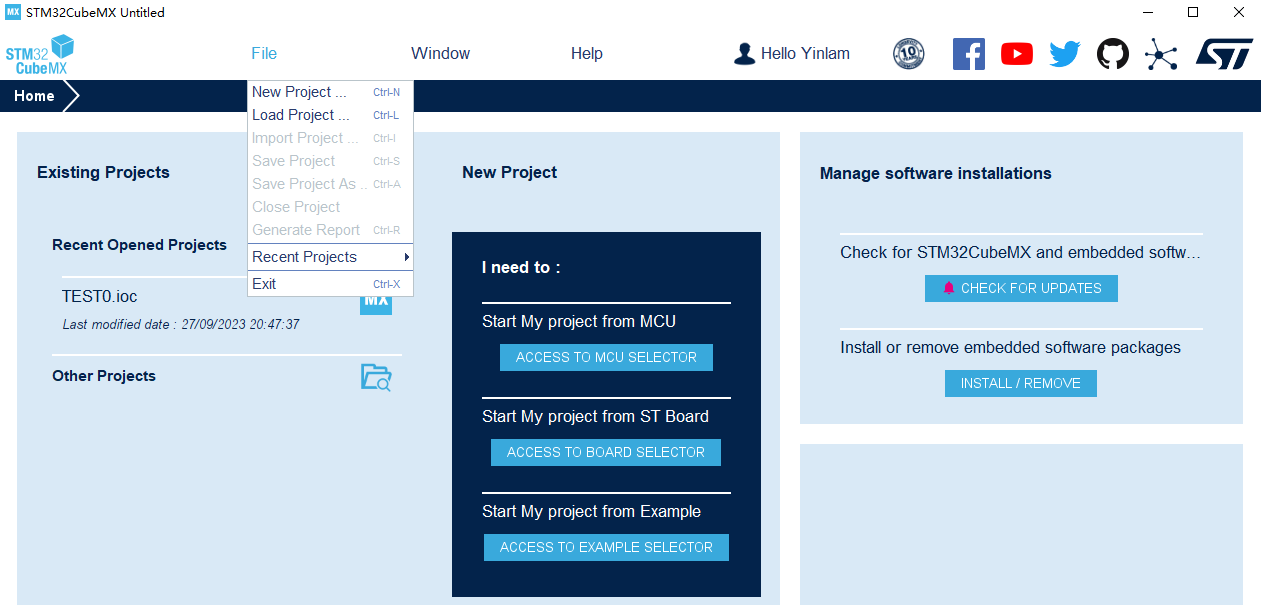 MX STM32CubeMX Untitled
STM32
CubeMX
File
Window
Help
Hello Yinlam
10
Home
New Project ... Ctrl-N
Load Project ... Ctrl-L
Import Project ... Ctrl-I
Save Project Ctrl-S
Save Project As .. Ctrl-A
Close Project
Generate Report Ctrl-R
Recent Projects
Exit Ctrl-X
Existing Projects
Recent Opened Projects
TEST0.ioc
MX
Last modified date : 27/09/2023 20:47:37
Other Projects
New Project
I need to :
Start My project from MCU
ACCESS TO MCU SELECTOR
Start My project from ST Board
ACCESS TO BOARD SELECTOR
Start My project from Example
ACCESS TO EXAMPLE SELECTOR
Manage software installations
Check for STM32CubeMX and embedded softw...
CHECK FOR UPDATES
Install or remove embedded software packages
INSTALL / REMOVE